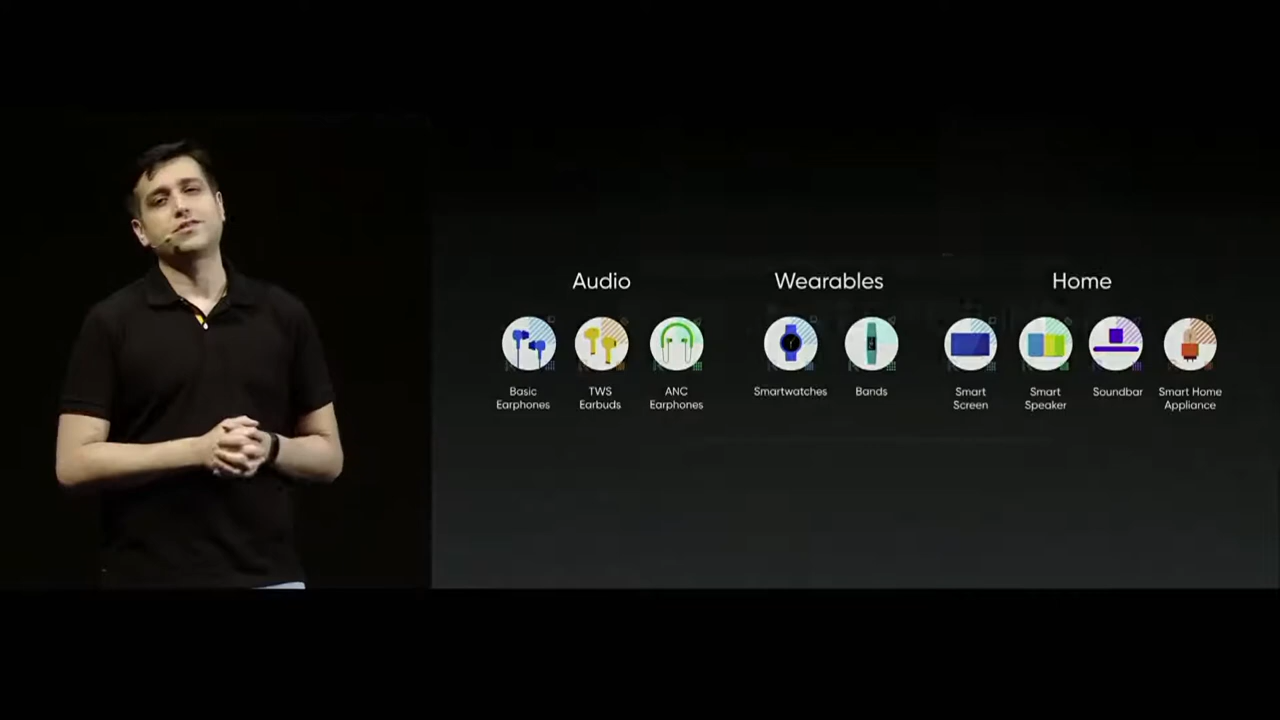 Audio
Wearables
Home
Basic
Earphones
TWS
Earbuds
ANC
Earphones
Smartwatches
Bands
Smart
Screen
Smart
Speaker
Soundbar
Smart Home
Appliance